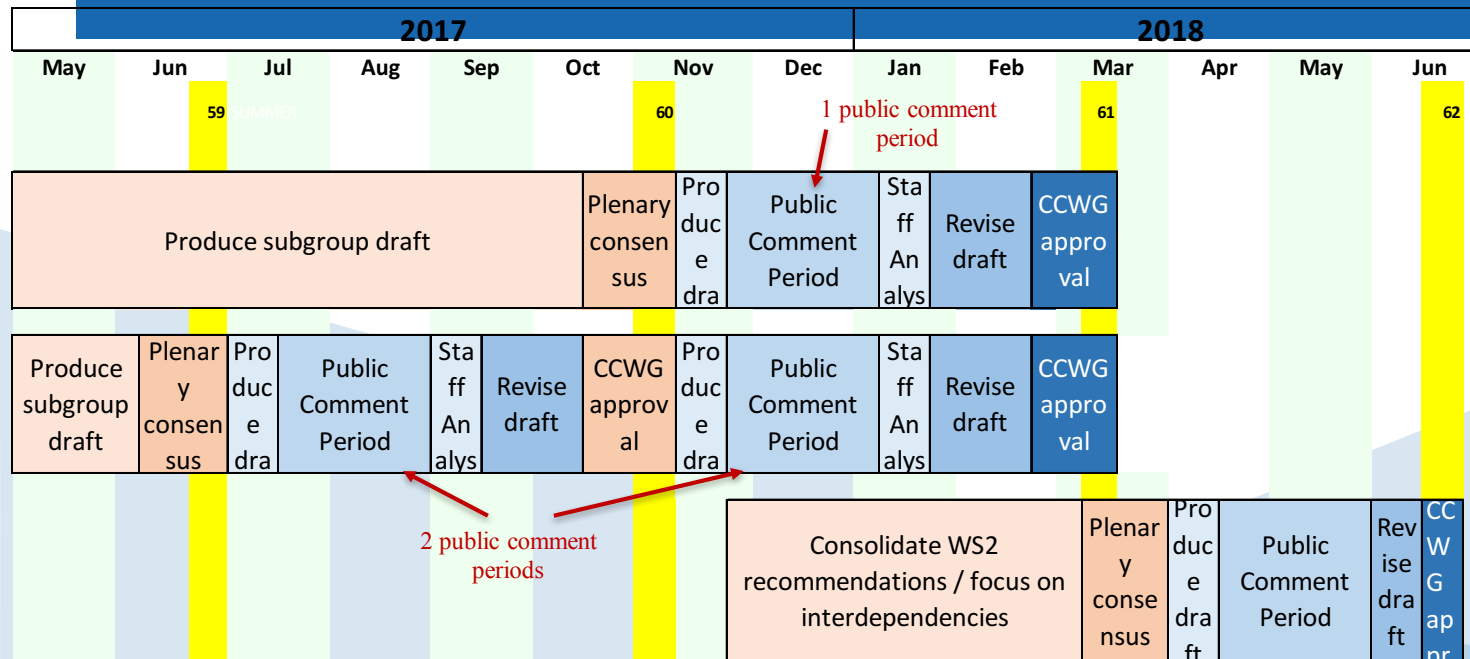 2017 2018
May Jun Jul Aug Sep Oct Nov Dec Jan Feb Mar Apr May Jun
59 SUMMER 60 61 62
1 public comment
period
Produce subgroup draft
Plenary
consen
sus
Pro
duc
e
dra
Public
Comment
Period
Sta
ff
An
alys
Revise
draft
CCWG
appro
val
Produce
subgroup
draft
Plenar
y
consen
sus
Pro
duc
e
dra
Public
Comment
Period
Sta
ff
An
alys
Revise
draft
CCWG
approv
al
Pro
duc
e
dra
Public
Comment
Period
Sta
ff
An
alys
Revise
draft
CCWG
appro
val
2 public comment
periods
Consolidate WS2
recommendations / focus on
interdependencies
Plenar
y
conse
nsus
Pro
duc
e
dra
ft
Public
Comment
Period
Rev
ise
dra
ft
CC
W
G
ap
pr